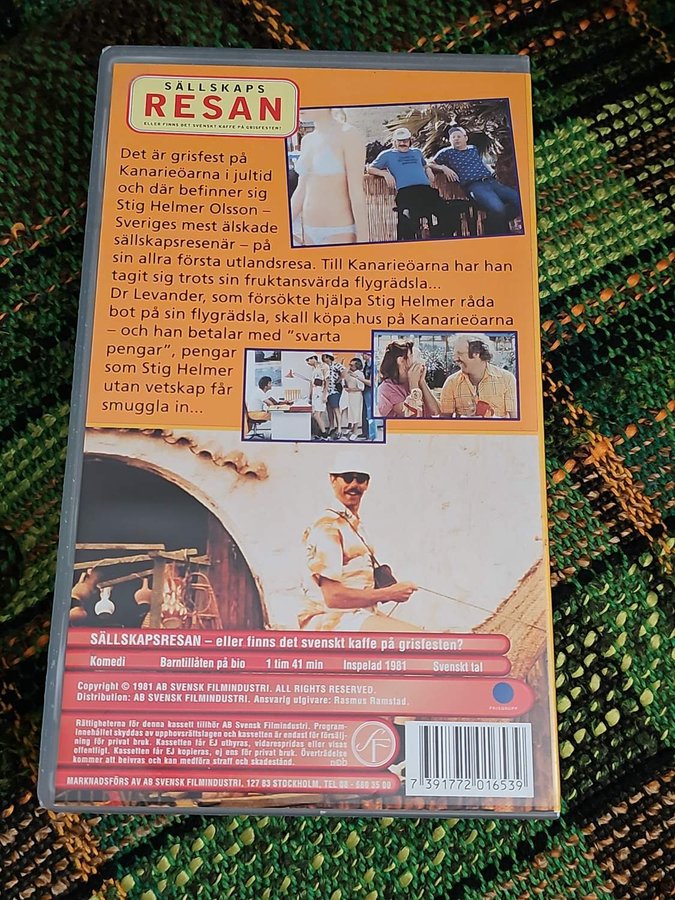 SÄLLSKAPS
RESAN
ELLER FINNS DET SVENSKT KAFFE PÅ GRISFESTEN?
Det är grisfest på
Kanarieöarna i jultid
och där befinner sig
Stig Helmer Olsson –
Sveriges mest älskade
sällskapsresenär – på
sin allra första utlandsresa. Till Kanarieöarna har han
tagit sig trots sin fruktansvärda flygrädsla...
Dr Levander, som försökte hjälpa Stig Helmer råda
bot på sin flygrädsla, skall köpa hus på Kanarieöarna
– och han betalar med ”svarta
pengar”, pengar
som Stig Helmer
utan vetskap får
smuggla in...
SÄLLSKAPSRESAN – eller finns det svenskt kaffe på grisfesten?
Komedi Barntillåten på bio 1 tim 41 min Inspelad 1981 Svenskt tal
Copyright © 1981 AB SVENSK FILMINDUSTRI. ALL RIGHTS RESERVED.
Distribution: AB SVENSK FILMINDUSTRI. Ansvarig utgivare: Rasmus Ramstad.
PRISGRUPP
Rättigheterna för denna kassett tillhör AB Svensk Filmindustri. Program-
innehållet skyddas av upphovsrättslagen och kassetten är endast för försälj-
ning för privat bruk. Kassetten får EJ uthyras, vidarespridas eller visas
offentligt. Kassetten får EJ kopieras, ej ens för privat bruk. Överträdelse
kommer att beivras och kan medföra straff och skadestånd.
n©b
SF
MARKNADSFÖRS AV AB SVENSK FILMINDUSTRI, 127 83 STOCKHOLM, TEL 08 - 680 35 00
7 391772 016539